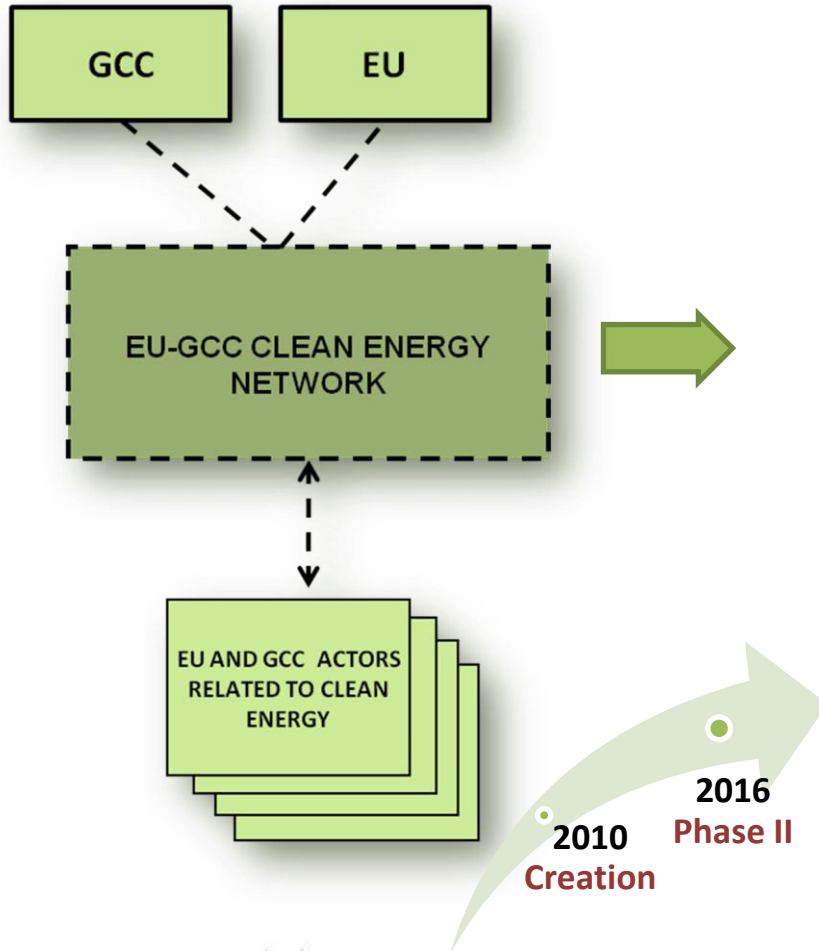 GCC
EU
EU-GCC CLEAN ENERGY
NETWORK
EU AND GCC ACTORS
RELATED TO CLEAN
ENERGY
2010
Creation
2016
Phase II